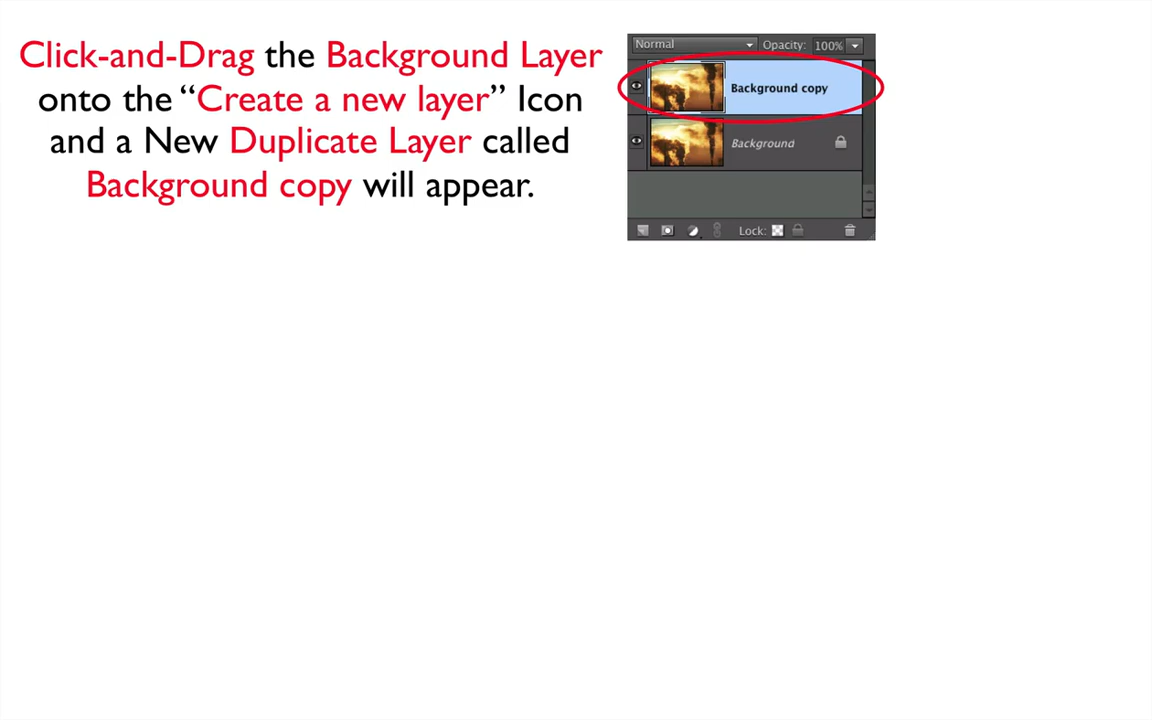 Click-and-Drag the Background Layer
onto the “Create a new layer” Icon
and a New Duplicate Layer called
Background copy will appear.
Normal Opacity: 100%
Background copy
Background
Lock: